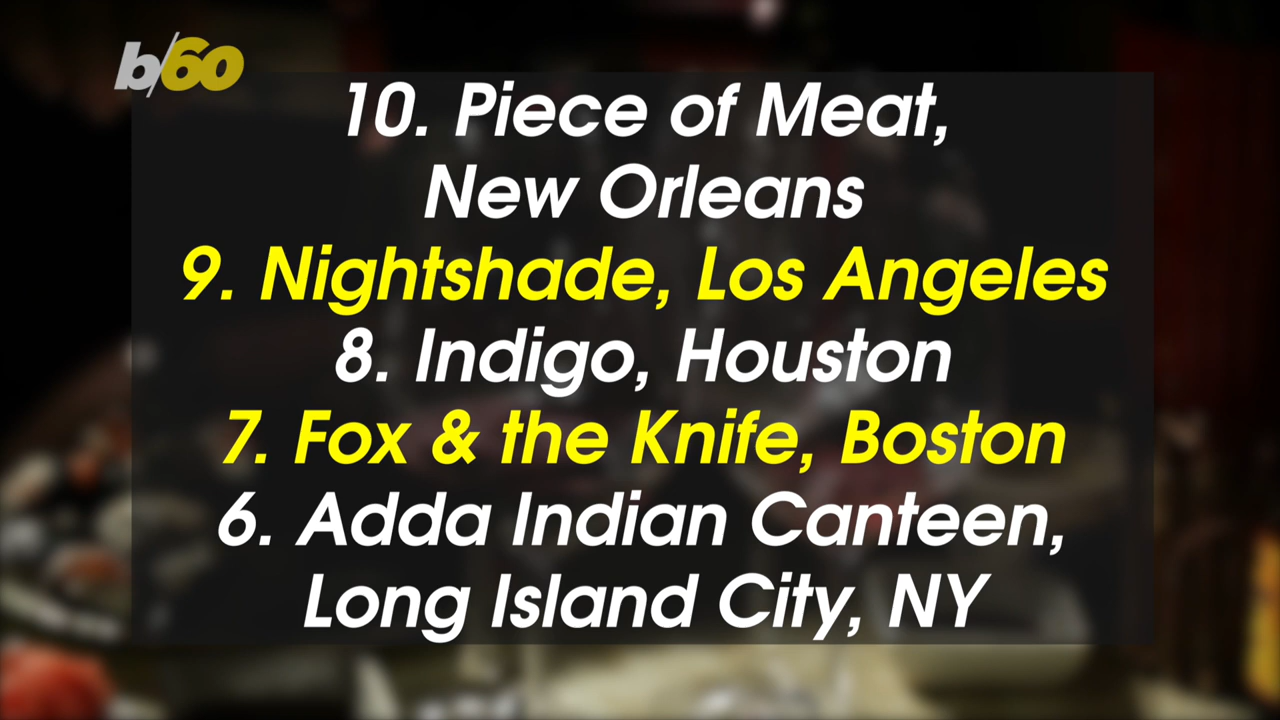 b/60
10. Piece of Meat,
New Orleans
9. Nightshade, Los Angeles
8. Indigo, Houston
7. Fox & the Knife, Boston
6. Adda Indian Canteen,
Long Island City, NY